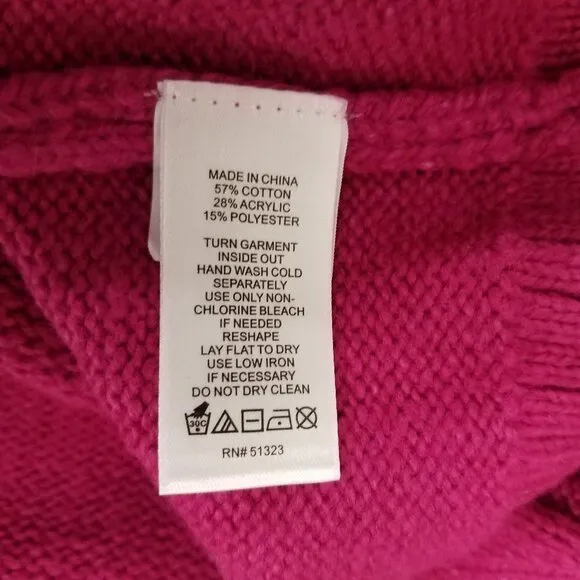 MADE IN CHINA
57% COTTON
28% ACRYLIC
15% POLYESTER
TURN GARMENT
INSIDE OUT
HAND WASH COLD
SEPARATELY
USE ONLY NON-
CHLORINE BLEACH
IF NEEDED
RESHAPE
LAY FLAT TO DRY
USE LOW IRON
IF NECESSARY
DO NOT DRY CLEAN
30C
RN# 51323